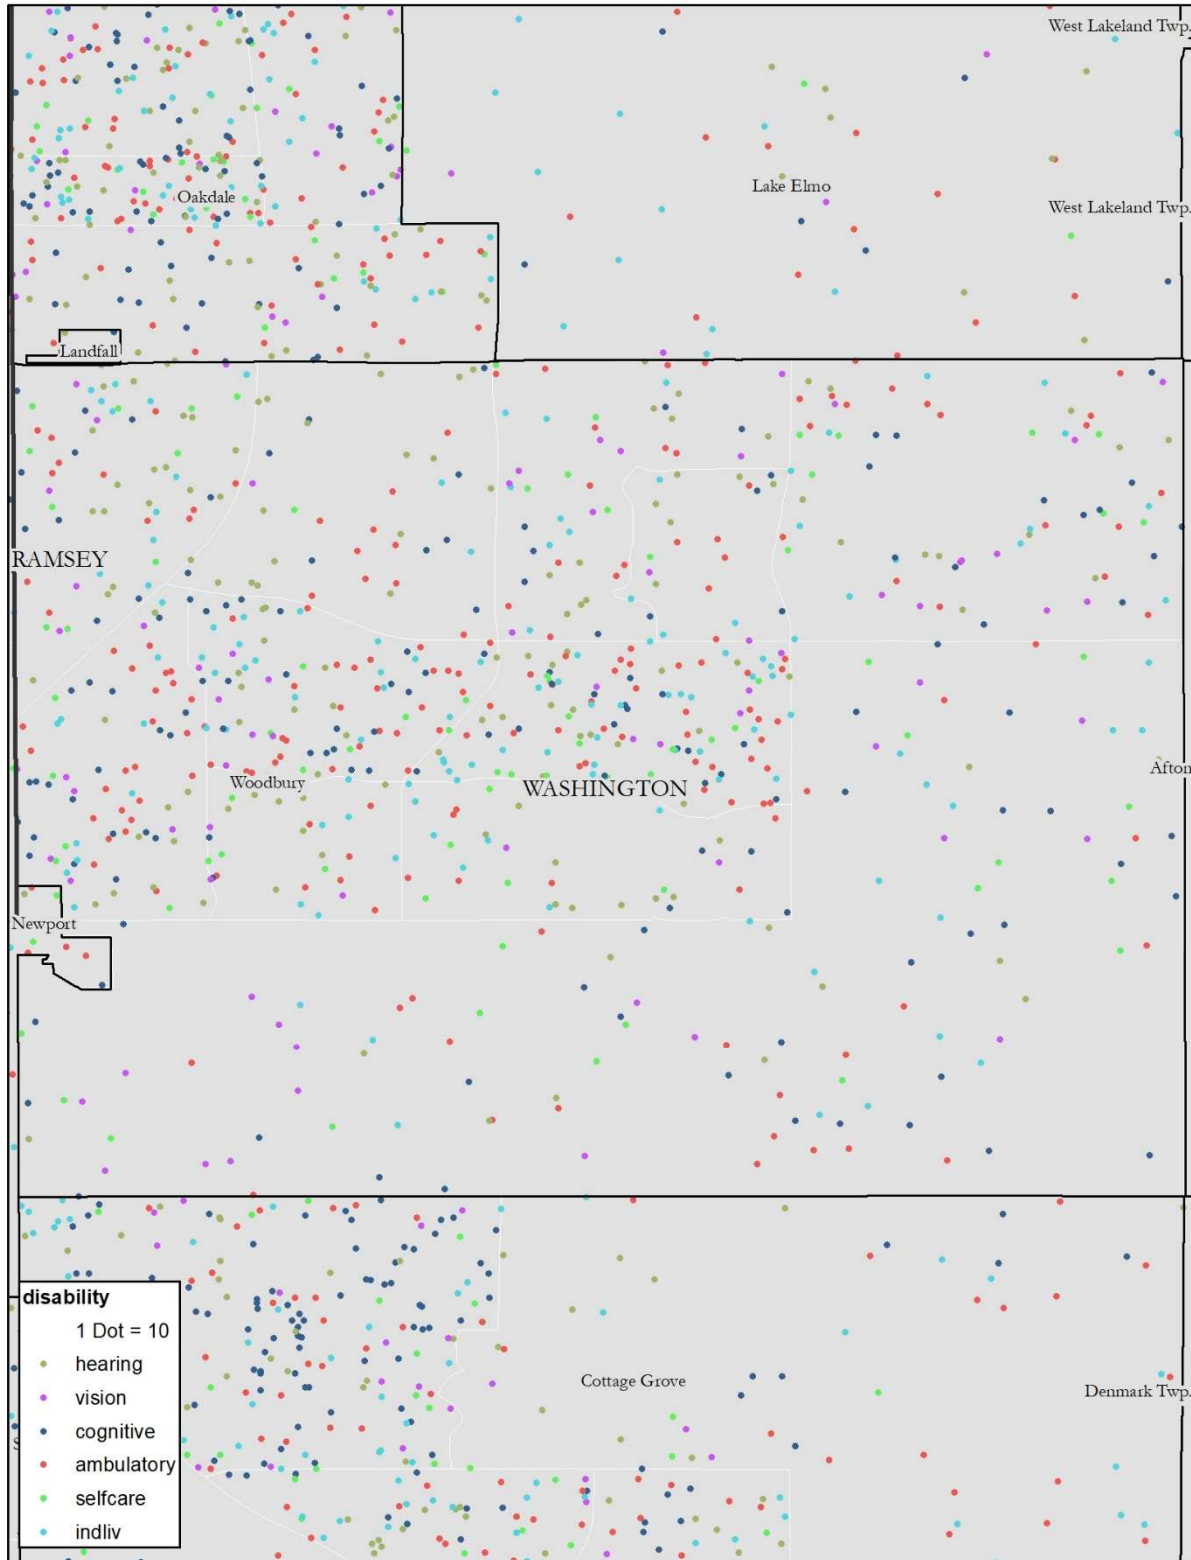 West Lakeland Twp.
Oakdale
Lake Elmo
West Lakeland Twp.
Landfall
RAMSEY
Woodbury
WASHINGTON
Afton
Newport
disability
1 Dot = 10
hearing
vision
cognitive
ambulatory
selfcare
indliv
Cottage Grove
Denmark Twp.